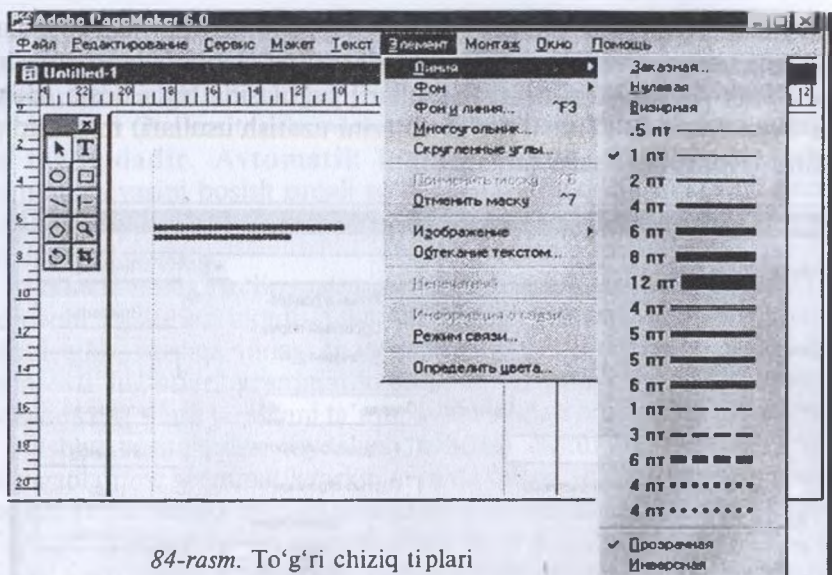 Adobe PageMaker 6.0
Файл Редактирование Сервис Макет Текст Элемент Монтаж Окно Помощь
Untitled-1
Линия
Фон
Фон и линия... ^F3
Многоугольник...
Скругленные углы...
Применить маску ^6
Отменить маску ^7
Изображение
Обтекание текстом...
Непечатный
Информация о связи...
Режим связи...
Определить цвета...
Заказная...
Нулевая
Визирная
.5 пт
✓ 1 пт
2 пт
4 пт
6 пт
8 пт
12 пт
4 пт
5 пт
5 пт
6 пт
1 пт
3 пт
6 пт
4 пт
4 пт
✓ Прозрачная
Инверсная
84-rasm. To‘g‘ri chiziq tiplari